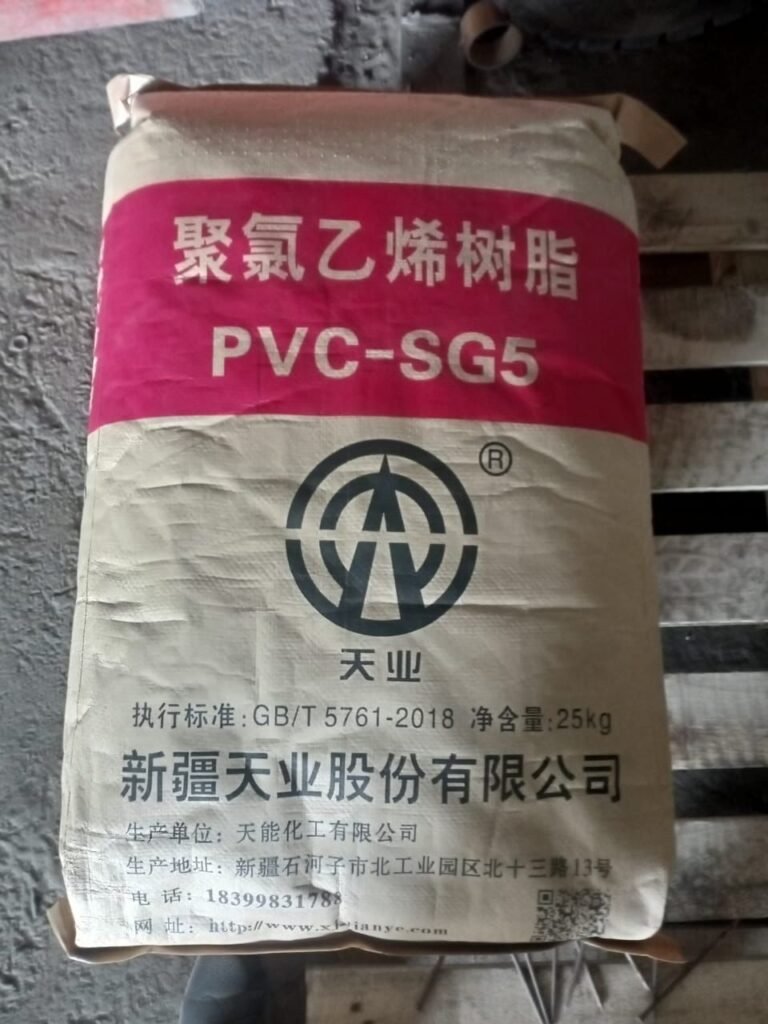 聚氯乙烯树脂
PVC-SG5
®
天业
执行标准:GB/T 5761-2018 净含量:25kg
新疆天业股份有限公司
生产单位: 天能化工有限公司
生产地址: 新疆石河子市北工业园区北十三路13号
电 话: 18399831788
网 址: